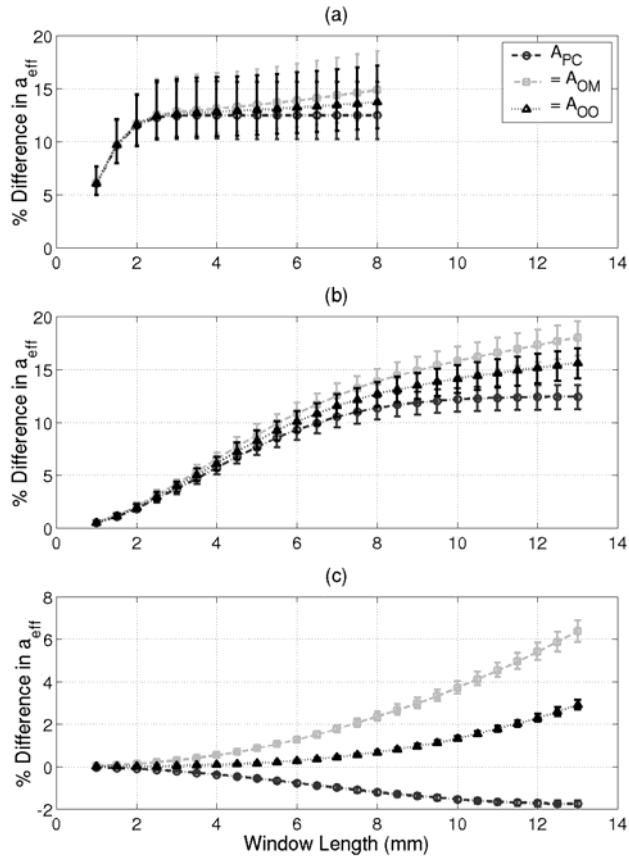 (a)
% Difference in a_eff
20
15
10
5
0
0 2 4 6 8 10 12 14
A_PC
= A_OM
= A_OO
(b)
% Difference in a_eff
20
15
10
5
0
0 2 4 6 8 10 12 14
(c)
% Difference in a_eff
8
6
4
2
0
-2
0 2 4 6 8 10 12 14
Window Length (mm)